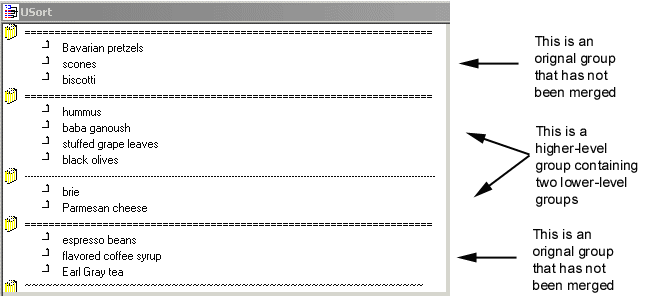 USort
Bavarian pretzels
scones
biscotti
hummus
baba ganoush
stuffed grape leaves
black olives
brie
Parmesan cheese
espresso beans
flavored coffee syrup
Earl Gray tea
This is an
orignal group
that has not
been merged
This is a
higher-level
group containing
two lower-level
groups
This is an
orignal group
that has not
been merged